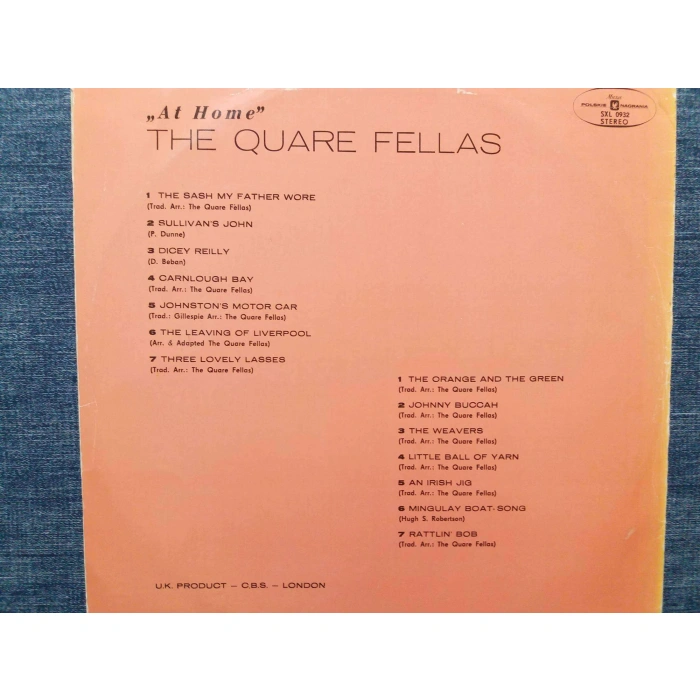 „At Home”
THE QUARE FELLAS
Muza
POLSKIE NAGRANIA
SXL 0932
STEREO
1 THE SASH MY FATHER WORE
(Trad. Arr.: The Quare Fellas)
2 SULLIVAN'S JOHN
(P. Dunne)
3 DICEY REILLY
(D. Beban)
4 CARNLOUGH BAY
(Trad. Arr.: The Quare Fellas)
5 JOHNSTON'S MOTOR CAR
(Trad.: Gillespie Arr.: The Quare Fellas)
6 THE LEAVING OF LIVERPOOL
(Arr. & Adapted The Quare Fellas)
7 THREE LOVELY LASSES
(Trad. Arr.: The Quare Fellas)
1 THE ORANGE AND THE GREEN
(Trad. Arr.: The Quare Fellas)
2 JOHNNY BUCCAH
(Trad. Arr.: The Quare Fellas)
3 THE WEAVERS
(Trad. Arr.: The Quare Fellas)
4 LITTLE BALL OF YARN
(Trad. Arr.: The Quare Fellas)
5 AN IRISH JIG
(Trad. Arr.: The Quare Fellas)
6 MINGULAY BOAT-SONG
(Hugh S. Robertson)
7 RATTLIN' BOB
(Trad. Arr.: The Quare Fellas)
U.K. PRODUCT – C.B.S. – LONDON